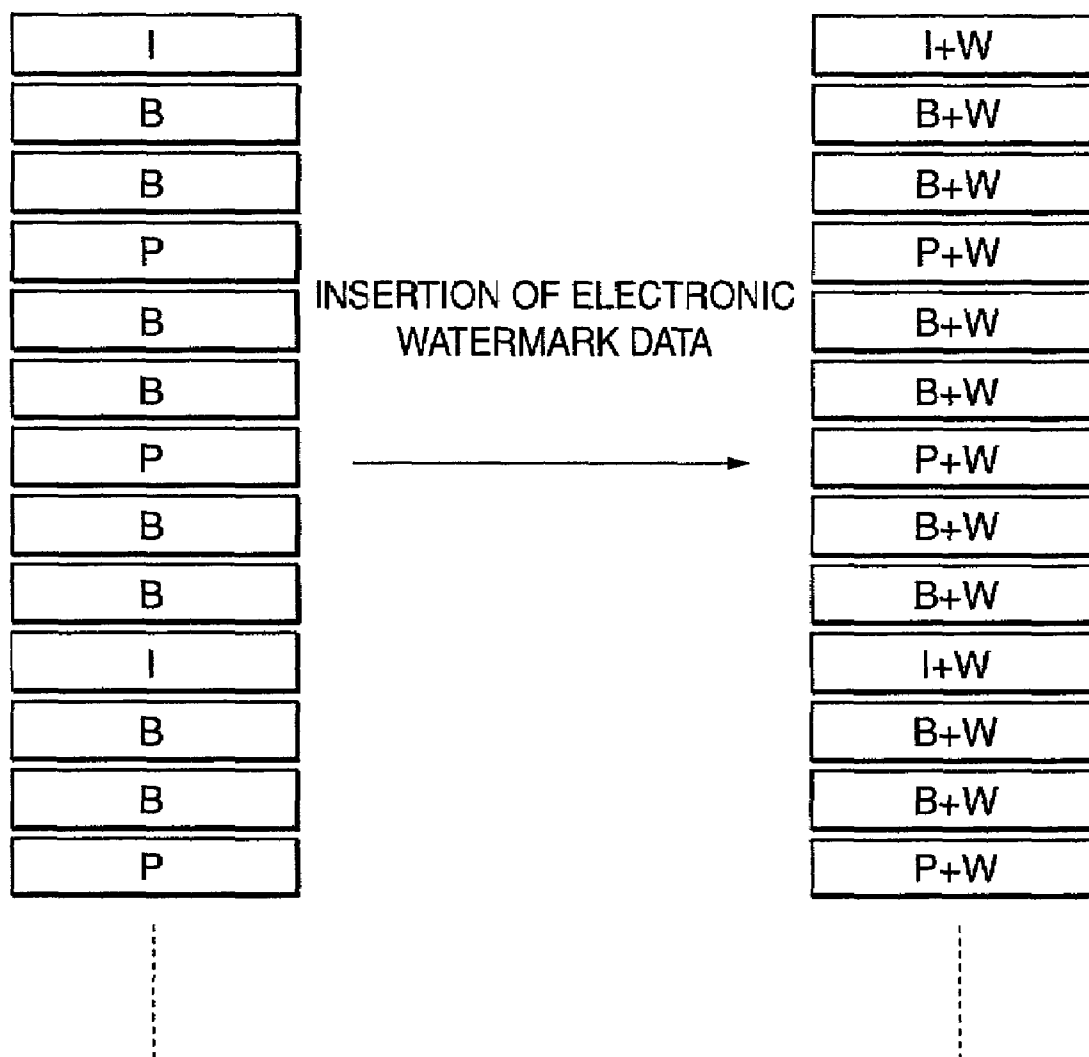 I
B
B
P
B
B
P
B
B
I
B
B
P
INSERTION OF ELECTRONIC
WATERMARK DATA
I+W
B+W
B+W
P+W
B+W
B+W
P+W
B+W
B+W
I+W
B+W
B+W
P+W